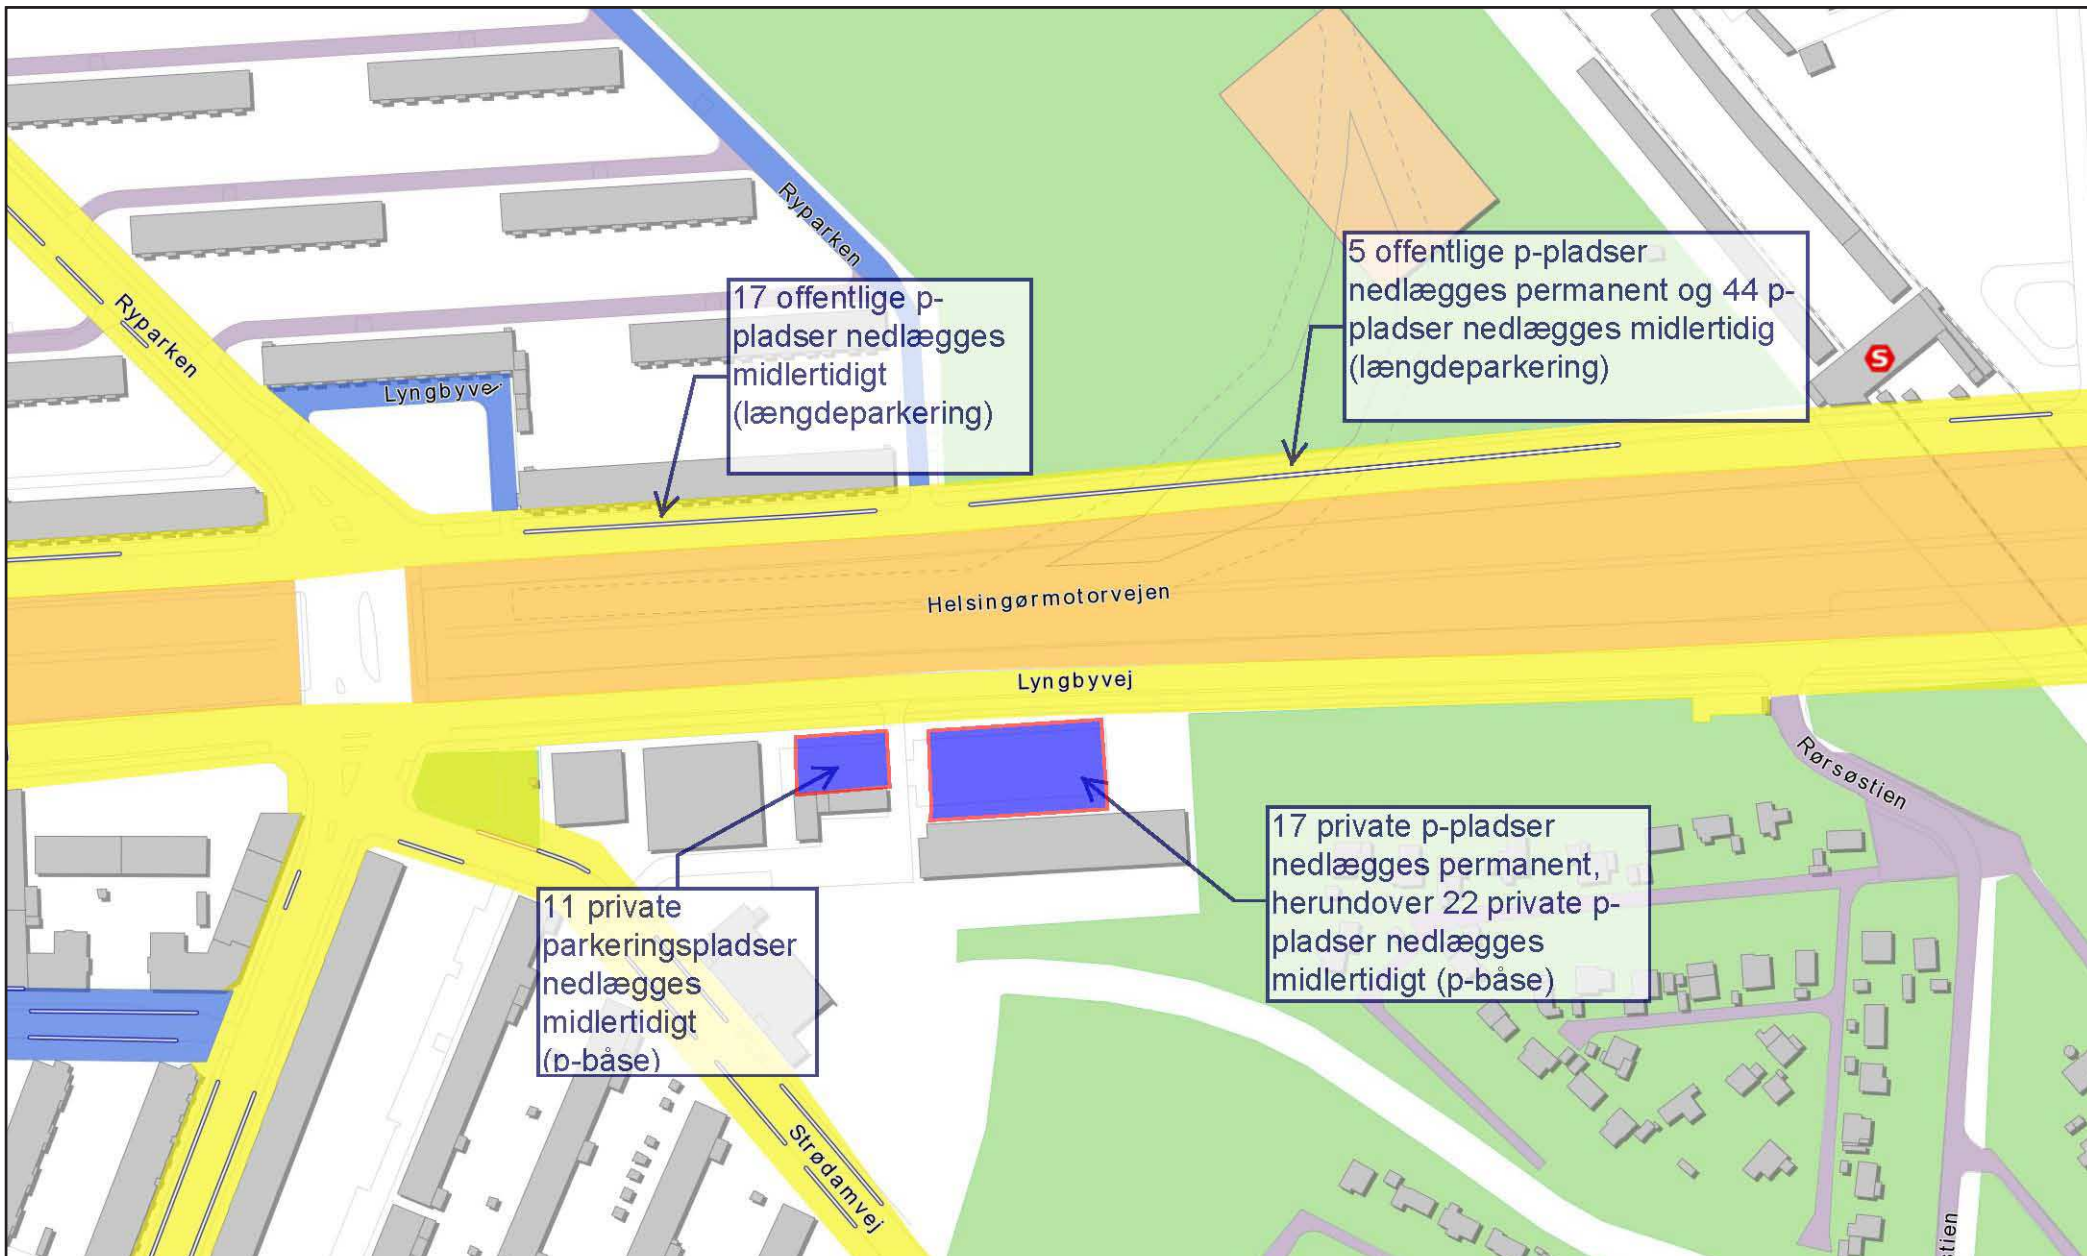 Ryparken
17 offentlige p-
pladser nedlægges
midlertidigt
(længdeparkering)
5 offentlige p-pladser
nedlægges permanent og 44 p-
pladser nedlægges midlertidig
(længdeparkering)
S
Ryparken
Lyngbyvej
Helsingørmotorvejen
Lyngbyvej
Rørsøstien
11 private
parkeringspladser
nedlægges
midlertidigt
(p-båse)
17 private p-pladser
nedlægges permanent,
herundover 22 private p-
pladser nedlægges
midlertidigt (p-båse)
Strødamvej
stien